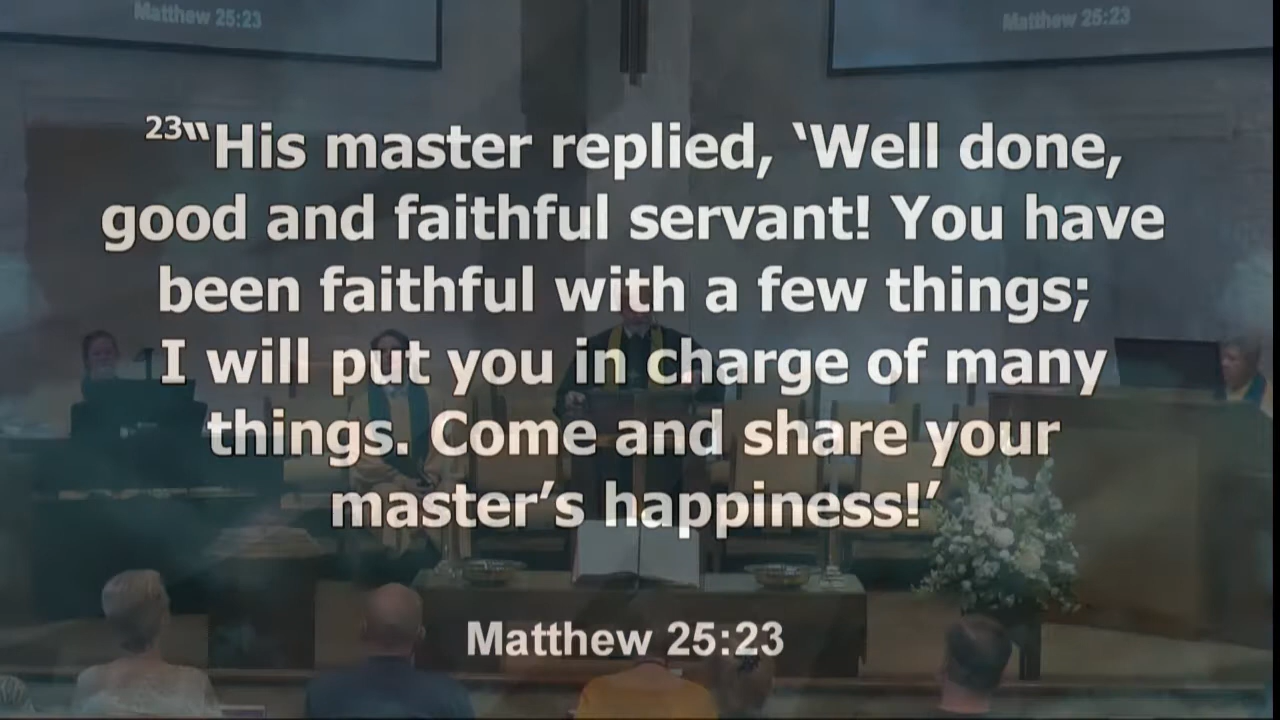 Matthew 25:23
Matthew 25:23
23“His master replied, ‘Well done,
good and faithful servant! You have
been faithful with a few things;
I will put you in charge of many
things. Come and share your
master’s happiness!’
Matthew 25:23